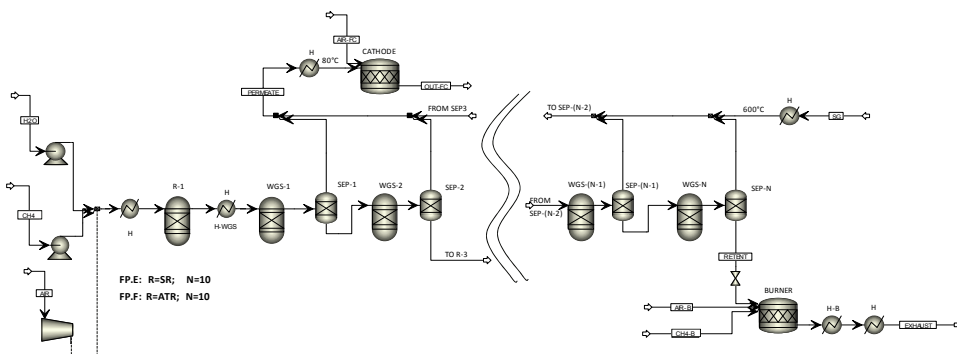 AIR-FC
H
80°C
CATHODE
PERMEATE
OUT-FC
FROM SEP3
TO SEP-(N-2)
600°C
H
SG
H2O
CH4
R-1
H
WGS-1
SEP-1
WGS-2
SEP-2
H
H-WGS
FROM
SEP-(N-2)
WGS-(N-1)
SEP-(N-1)
WGS-N
SEP-N
TO R-3
FP.E: R=SR; N=10
FP.F: R=ATR; N=10
AIR
RETENT
BURNER
AIR-B
CH4-B
H-B
H
EXHAUST